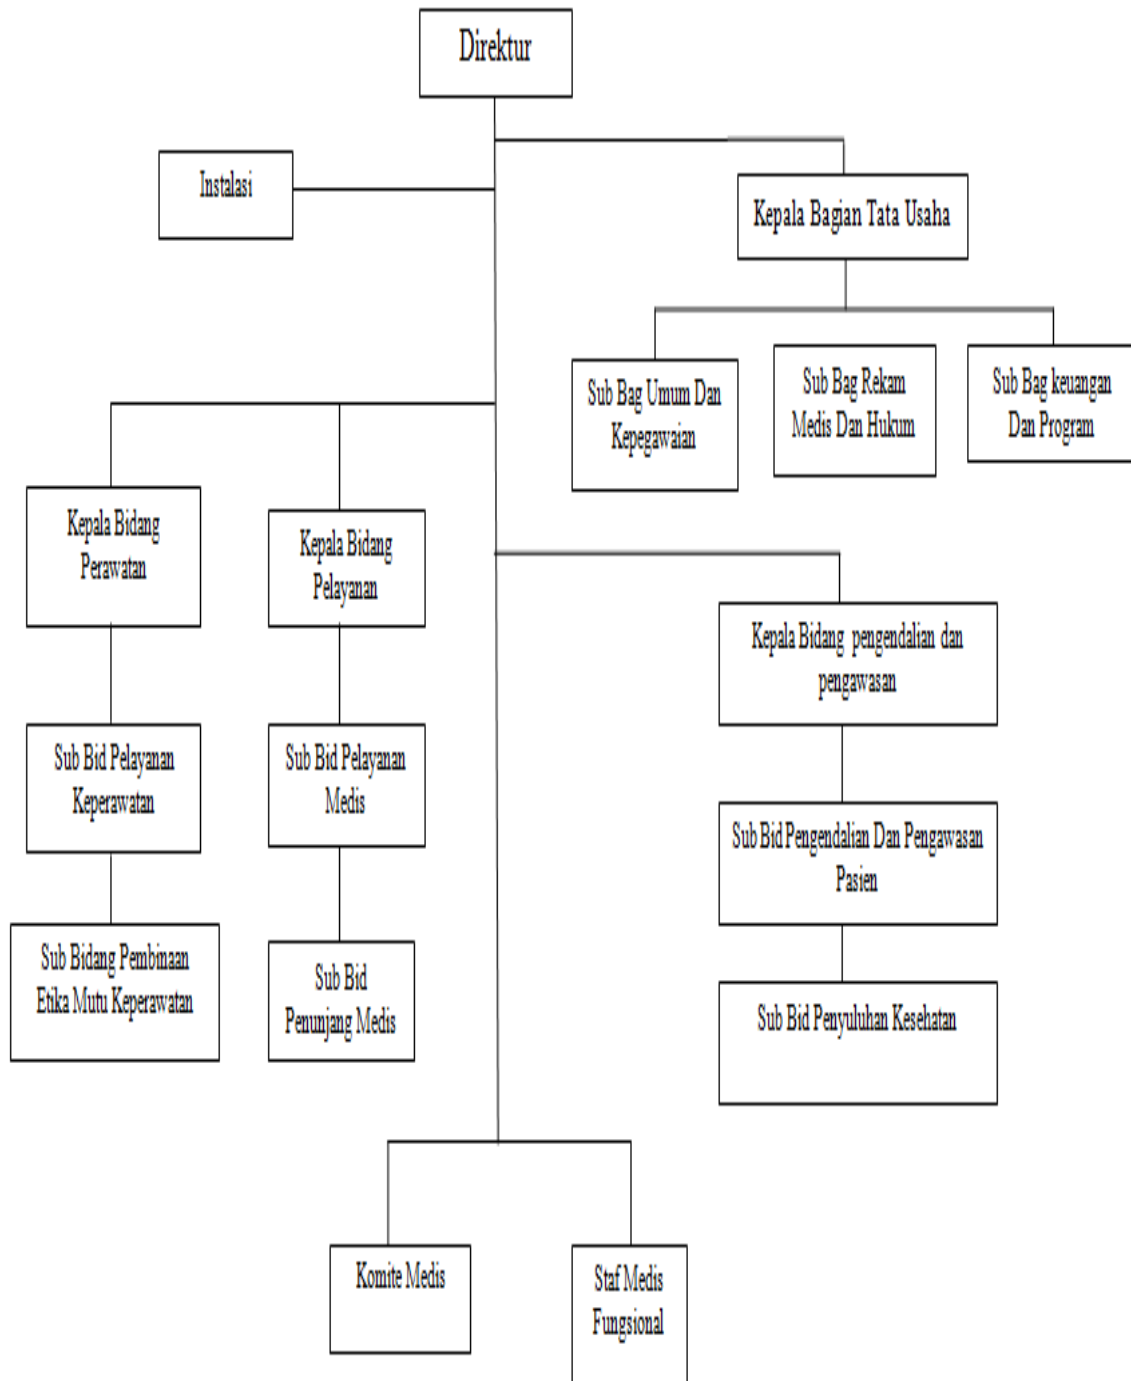 Direktur
Instalasi
Kepala Bagian Tata Usaha
Sub Bag Umum Dan
Kepegawaian
Sub Bag Rekam
Medis Dan Hukum
Sub Bag keuangan
Dan Program
Kepala Bidang
Perawatan
Kepala Bidang
Pelayanan
Kepala Bidang pengendalian dan
pengawasan
Sub Bid Pelayanan
Keperawatan
Sub Bid Pelayanan
Medis
Sub Bid Pengendalian Dan Pengawasan
Pasien
Sub Bidang Pembinaan
Etika Mutu Keperawatan
Sub Bid
Penunjang Medis
Sub Bid Penyuluhan Kesehatan
Komite Medis
Staf Medis
Fungsional